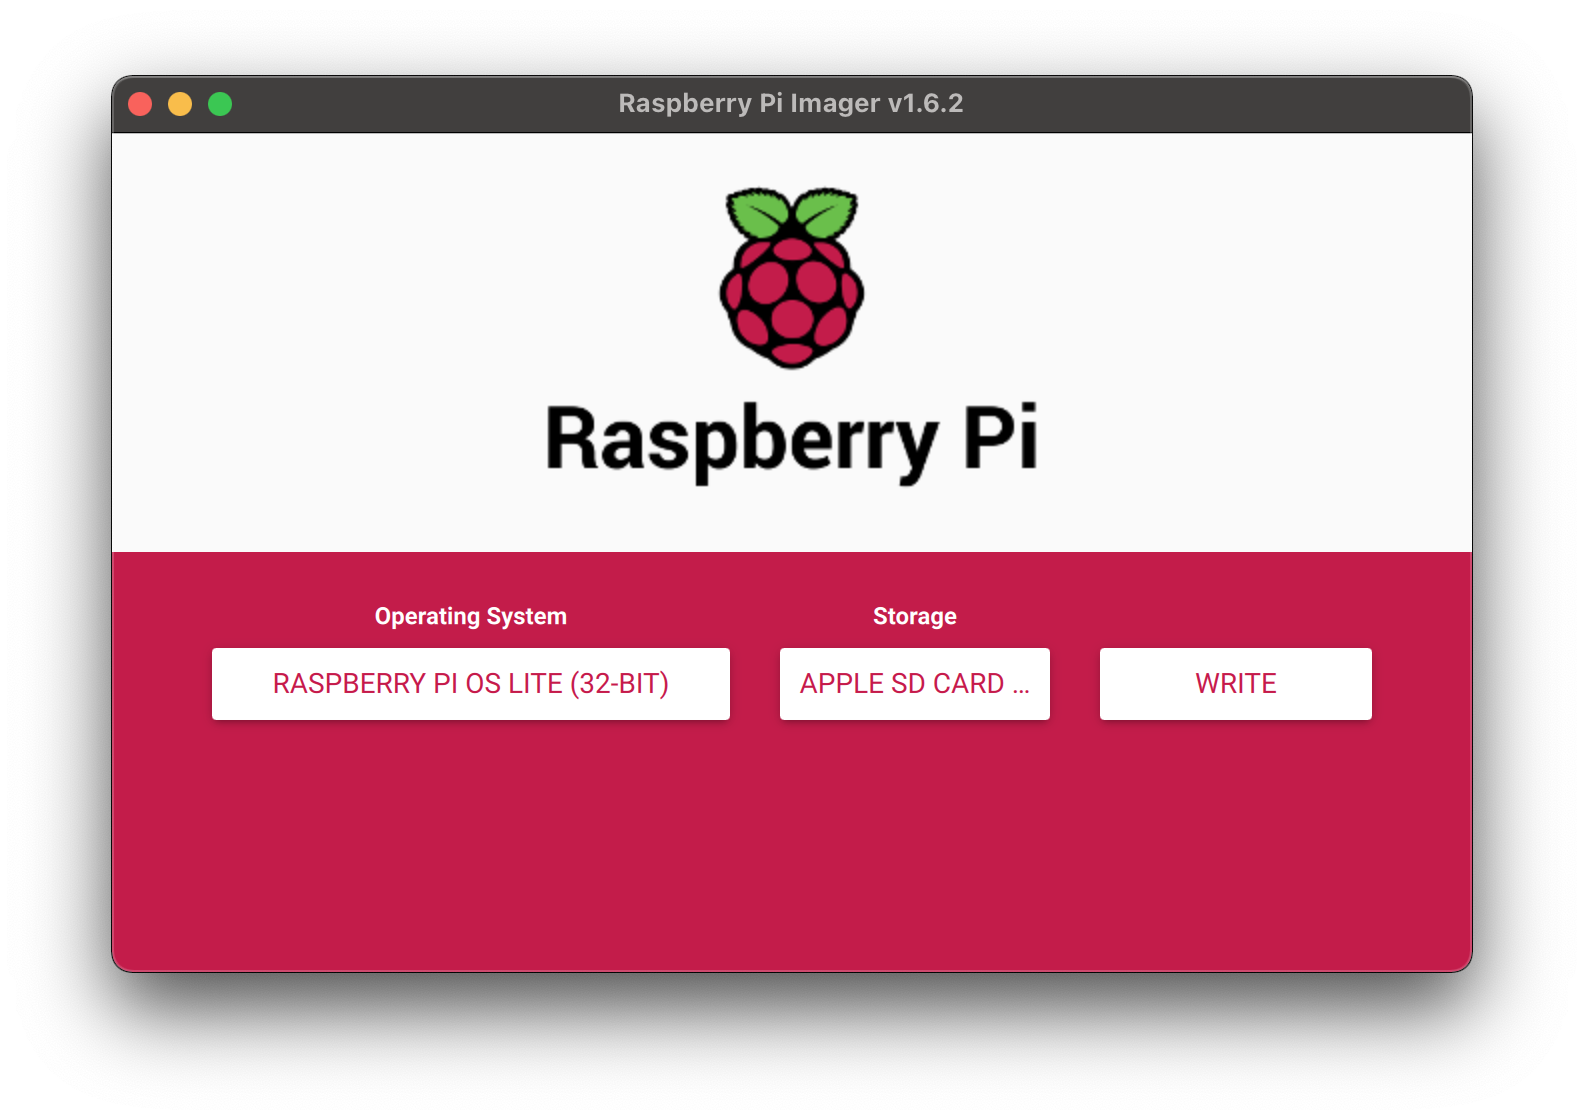 Raspberry Pi Imager v1.6.2
Raspberry Pi
Operating System
Storage
RASPBERRY PI OS LITE (32-BIT)
APPLE SD CARD ...
WRITE